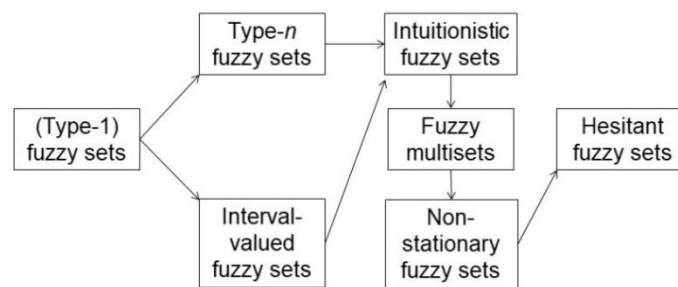 Type-n
fuzzy sets
Intuitionistic
fuzzy sets
(Type-1)
fuzzy sets
Fuzzy
multisets
Hesitant
fuzzy sets
Interval-
valued
fuzzy sets
Non-
stationary
fuzzy sets